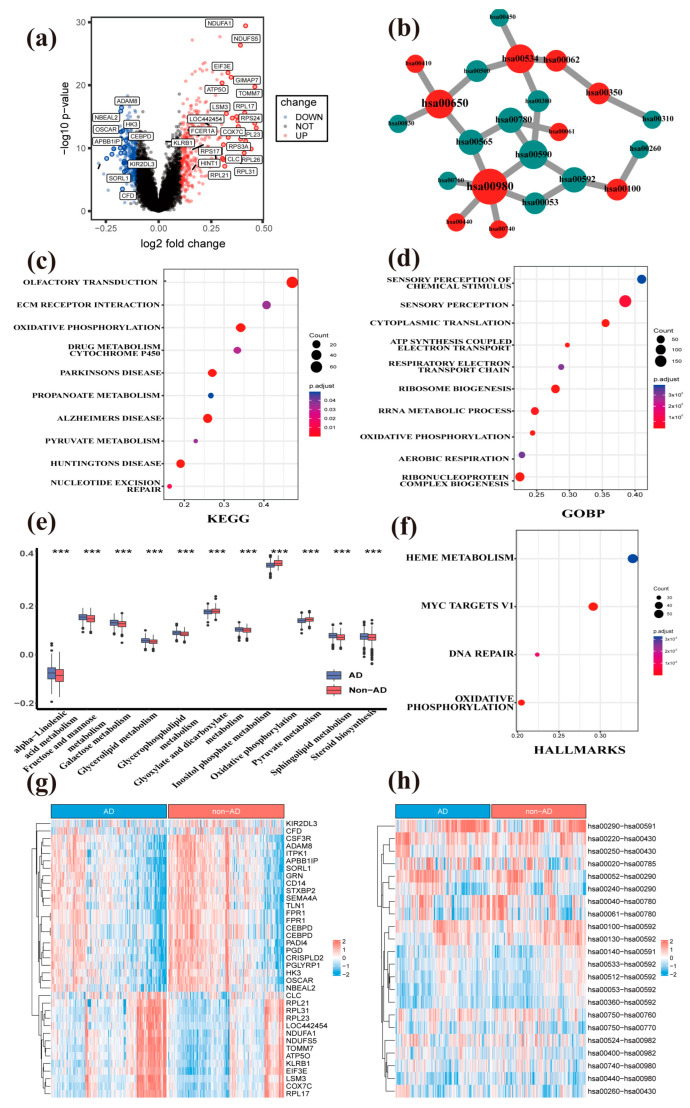 (a)
NDUFA1
NDUFS5
EIF3E
GIMAP7
ATP5O
TOMM7
ADAM8
LSM3
RPL17
NBEAL2
LOC442454
RPS24
HK3
OSCAR
FCER1A
COX7C
RPL23
CEBPD
APBB1IP
KLRB1
RPS3A
RPS17
CLC
RPL26
KIR2DL3
HINT1
SORL1
RPL21
RPL31
CFD
30
20
10
0
-0.25
0.00
0.25
0.50
−log10 p-value
log2 fold change
change
DOWN
NOT
UP
(b)
hsa00450
hsa00534
hsa00062
hsa00410
hsa00650
hsa00350
hsa00030
hsa00780
hsa00310
hsa00565
hsa00061
hsa00260
hsa00590
hsa00760
hsa00980
hsa00592
hsa00100
hsa00053
hsa00440
hsa00740
(c)
OLFACTORY TRANSDUCTION
ECM RECEPTOR INTERACTION
OXIDATIVE PHOSPHORYLATION
DRUG METABOLISM
CYTOCHROME P450
PARKINSONS DISEASE
PROPANOATE METABOLISM
ALZHEIMERS DISEASE
PYRUVATE METABOLISM
HUNTINGTONS DISEASE
NUCLEOTIDE EXCISION
REPAIR
0.2
0.3
0.4
KEGG
Count
20
40
60
p.adjust
0.04
0.03
0.02
0.01
(d)
SENSORY PERCEPTION OF
CHEMICAL STIMULUS
SENSORY PERCEPTION
CYTOPLASMIC TRANSLATION
ATP SYNTHESIS COUPLED
ELECTRON TRANSPORT
RESPIRATORY ELECTRON
TRANSPORT CHAIN
RIBOSOME BIOGENESIS
RRNA METABOLIC PROCESS
OXIDATIVE PHOSPHORYLATION
AEROBIC RESPIRATION
RIBONUCLEOPROTEIN
COMPLEX BIOGENESIS
0.25
0.30
0.35
0.40
GOBP
Count
50
100
150
p.adjust
(e)
*** *** *** *** *** *** *** *** *** *** ***
0.4
0.2
0.0
−0.2
AD
Non-AD
alpha-Linolenic
acid metabolism
Fructose and mannose
metabolism
Galactose metabolism
Glycerolipid metabolism
Glycerophospholipid
metabolism
Glyoxylate and dicarboxylate
metabolism
Inositol phosphate metabolism
Oxidative phosphorylation
Pyruvate metabolism
Sphingolipid metabolism
Steroid biosynthesis
(f)
HEME METABOLISM
MYC TARGETS V1
DNA REPAIR
OXIDATIVE
PHOSPHORYLATION
0.25
0.30
HALLMARKS
Count
30
40
50
p.adjust
(g)
AD
non-AD
KIR2DL3
CFD
CSF3R
ADAM8
ITPK1
APBB1IP
SORL1
GRN
CD14
STXBP2
SEMA4A
TLN1
FPR1
FPR1
CEBPD
CEBPD
PADI4
PGD
CRISPLD2
PGLYRP1
HK3
OSCAR
NBEAL2
CLC
RPL21
RPL31
RPL23
LOC442454
NDUFA1
NDUFS5
TOMM7
ATP5O
KLRB1
EIF3E
LSM3
COX7C
RPL17
2
1
0
−1
−2
(h)
AD
non-AD
hsa00290−hsa00591
hsa00220−hsa00430
hsa00250−hsa00430
hsa00020−hsa00785
hsa00052−hsa00290
hsa00240−hsa00290
hsa00040−hsa00780
hsa00061−hsa00780
hsa00100−hsa00592
hsa00130−hsa00592
hsa00140−hsa00591
hsa00533−hsa00592
hsa00512−hsa00592
hsa00053−hsa00592
hsa00360−hsa00592
hsa00750−hsa00760
hsa00750−hsa00770
hsa00524−hsa00982
hsa00400−hsa00982
hsa00740−hsa00980
hsa00440−hsa00980
hsa00260−hsa00430
2
1
0
−1
−2